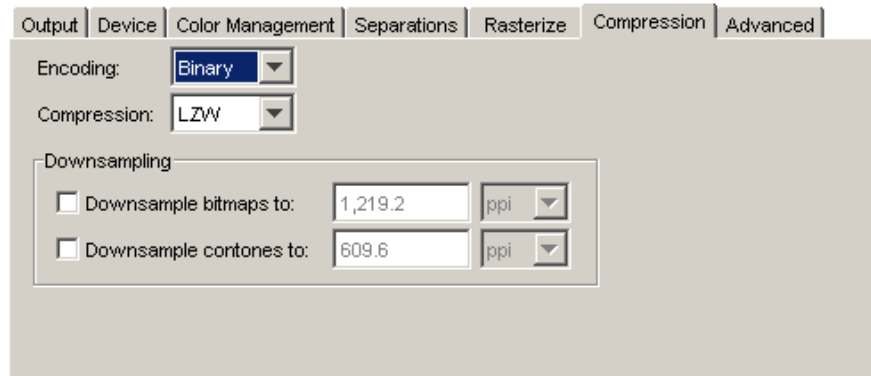 Output Device Color Management Separations Rasterize Compression Advanced
Encoding: Binary
Compression: LZW
Downsampling
Downsample bitmaps to: 1,219.2 ppi
Downsample contones to: 609.6 ppi